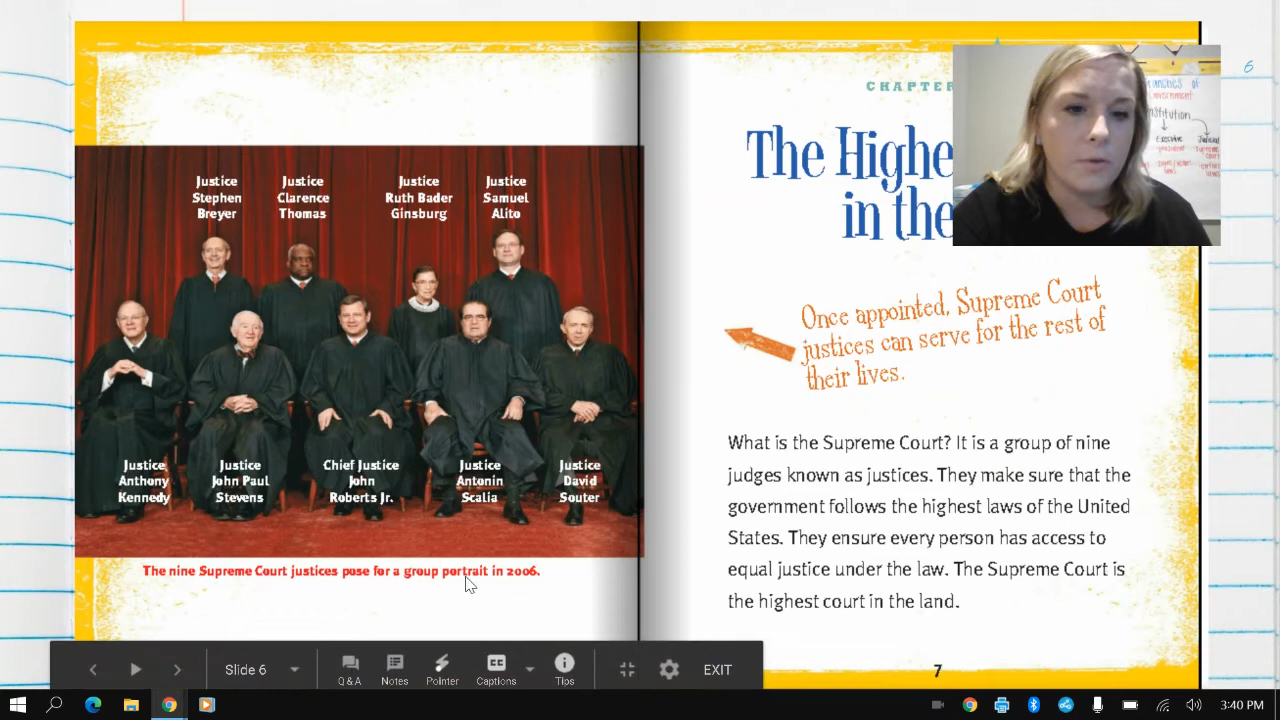 Justice Stephen Breyer
Justice Clarence Thomas
Justice Ruth Bader Ginsburg
Justice Samuel Alito
Justice Anthony Kennedy
Justice John Paul Stevens
Chief Justice John Roberts Jr.
Justice Antonin Scalia
Justice David Souter
The nine Supreme Court justices pose for a group portrait in 2006.
CHAPTER
The Highe
in the
Once appointed, Supreme Court
justices can serve for the rest of
their lives.
What is the Supreme Court? It is a group of nine
judges known as justices. They make sure that the
government follows the highest laws of the United
States. They ensure every person has access to
equal justice under the law. The Supreme Court is
the highest court in the land.
7
6
Executive
Slide 6
Q & A
Notes
Pointer
CC
Captions
Tips
EXIT
3:40 PM